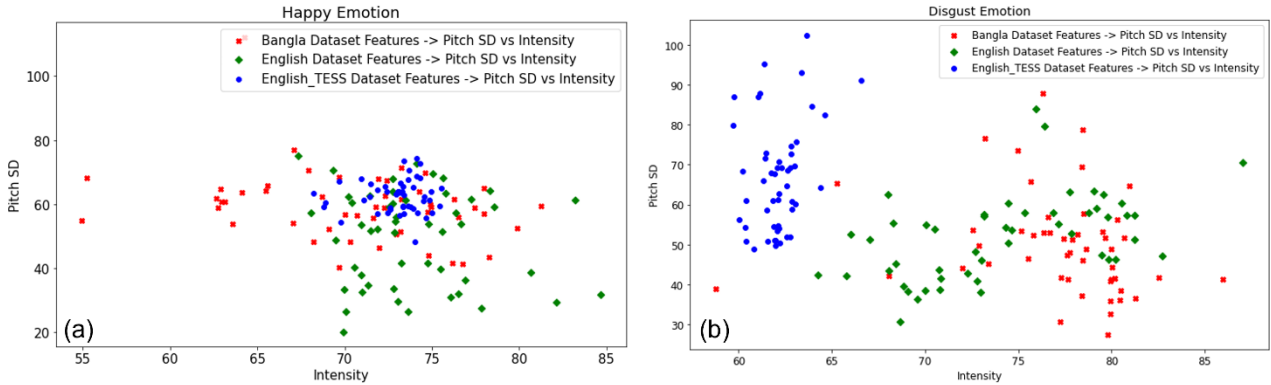 Happy Emotion
Bangla Dataset Features -> Pitch SD vs Intensity
English Dataset Features -> Pitch SD vs Intensity
English_TESS Dataset Features -> Pitch SD vs Intensity
Pitch SD
100
80
60
40
20
(a)
55 60 65 70 75 80 85
Intensity
Disgust Emotion
Bangla Dataset Features -> Pitch SD vs Intensity
English Dataset Features -> Pitch SD vs Intensity
English_TESS Dataset Features -> Pitch SD vs Intensity
Pitch SD
100
90
80
70
60
50
40
30
(b)
60 65 70 75 80 85
Intensity